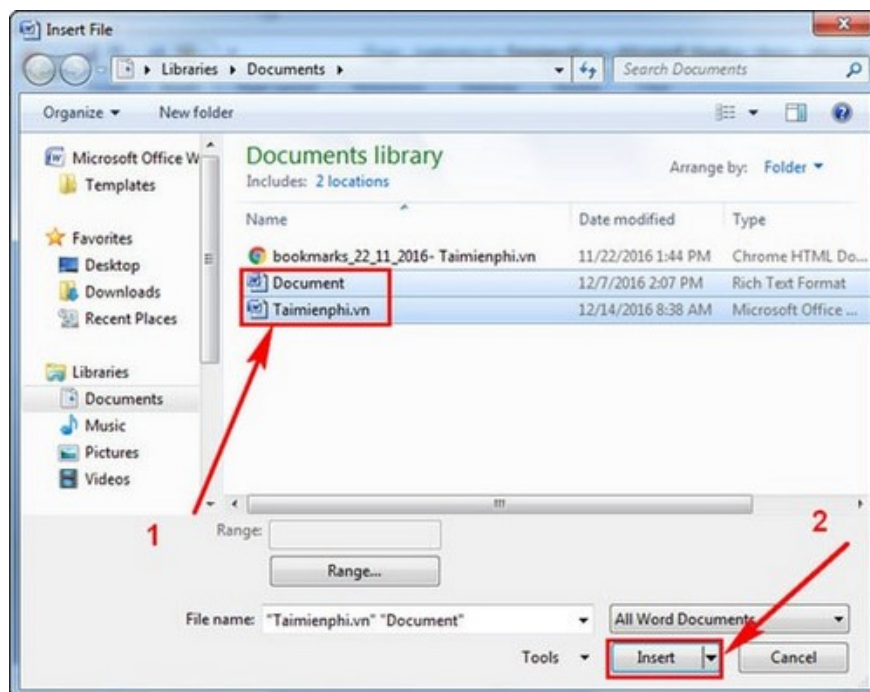 Insert File
Libraries Documents
Search Documents
Organize New folder
Microsoft Office W
Templates
Favorites
Desktop
Downloads
Recent Places
Libraries
Documents
Music
Pictures
Videos
Documents library
Includes: 2 locations
Arrange by: Folder
Name Date modified Type
bookmarks_22_11_2016- Taimienphi.vn 11/22/2016 1:44 PM Chrome HTML Do...
Document 12/7/2016 2:07 PM Rich Text Format
Taimienphi.vn 12/14/2016 8:38 AM Microsoft Office ...
1
2
Range:
Range...
File name: "Taimienphi.vn" "Document" All Word Documents
Tools Insert Cancel